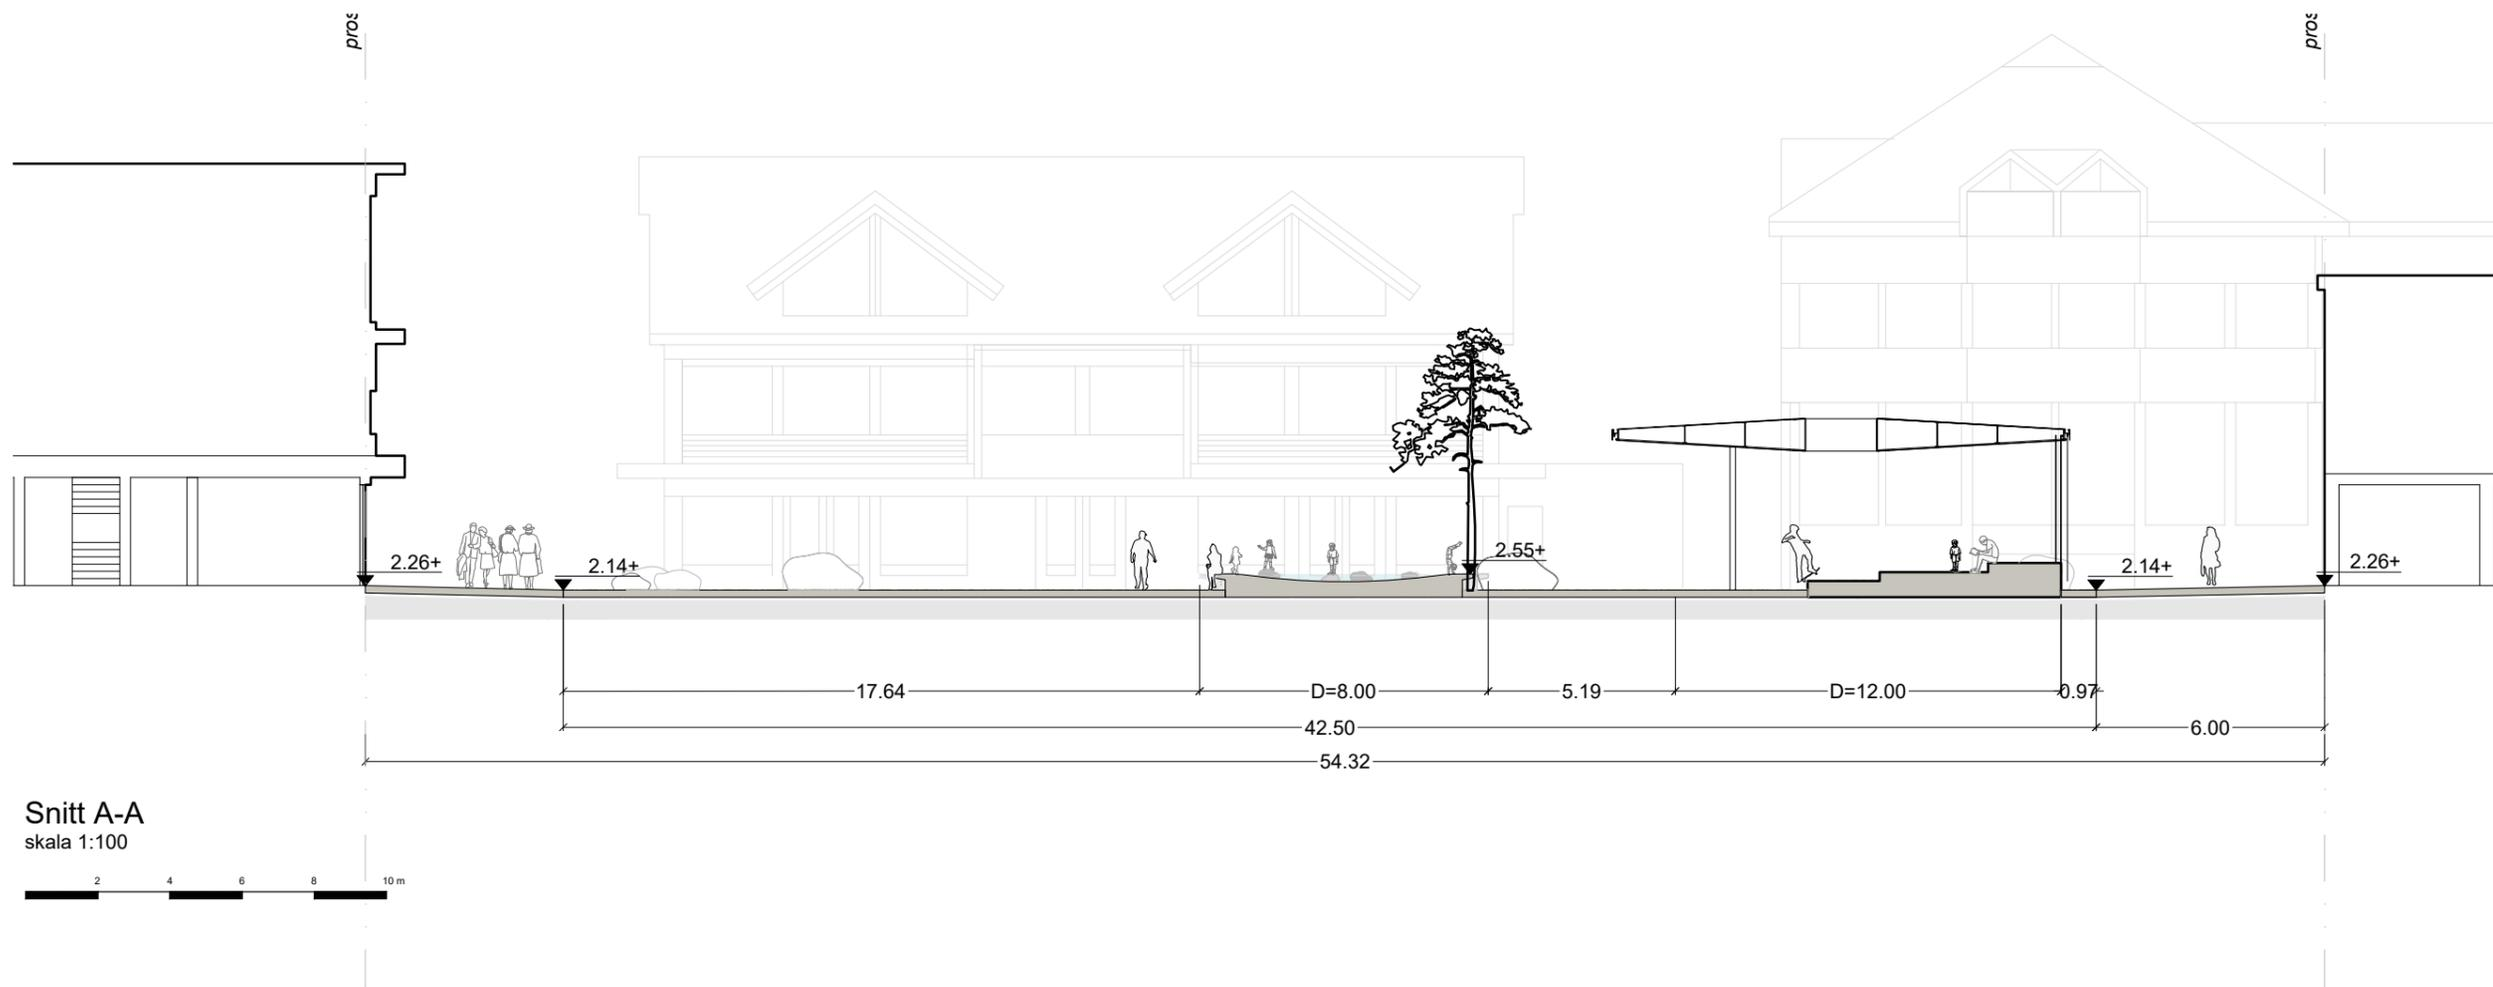 pros
pros
2.26+
2.14+
2.55+
2.14+
2.26+
17.64
D=8.00
5.19
D=12.00
0.97
42.50
6.00
54.32
Snitt A-A
skala 1:100
2
4
6
8
10 m